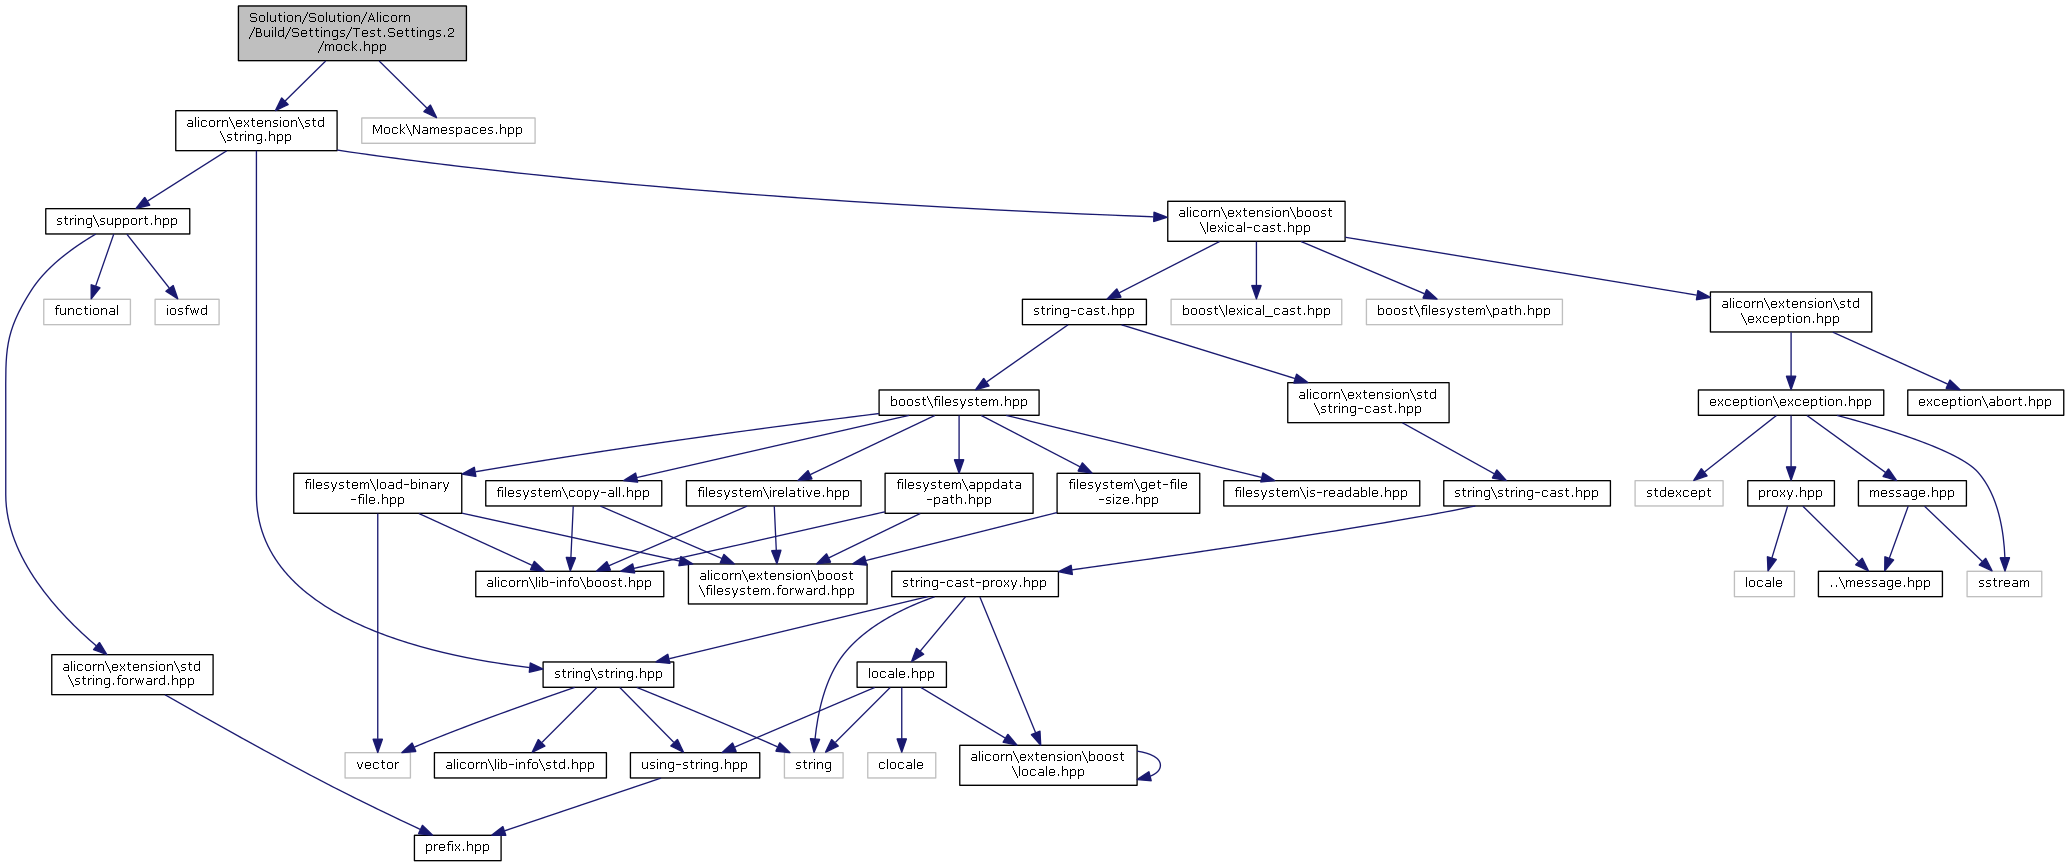 Solution/Solution/Alicorn
/Build/Settings/Test.Settings.2
/mock.hpp
alicorn\extension\std
\string.hpp
Mock\Namespaces.hpp
string\support.hpp
alicorn\extension\boost
\lexical-cast.hpp
functional
iosfwd
string-cast.hpp
boost\lexical_cast.hpp
boost\filesystem\path.hpp
alicorn\extension\std
\exception.hpp
boost\filesystem.hpp
alicorn\extension\std
\string-cast.hpp
exception\exception.hpp
exception\abort.hpp
filesystem\load-binary
-file.hpp
filesystem\copy-all.hpp
filesystem\irelative.hpp
filesystem\appdata
-path.hpp
filesystem\get-file
-size.hpp
filesystem\is-readable.hpp
string\string-cast.hpp
stdexcept
proxy.hpp
message.hpp
alicorn\lib-info\boost.hpp
alicorn\extension\boost
\filesystem.forward.hpp
string-cast-proxy.hpp
locale
..\message.hpp
sstream
alicorn\extension\std
\string.forward.hpp
string\string.hpp
locale.hpp
vector
alicorn\lib-info\std.hpp
using-string.hpp
string
clocale
alicorn\extension\boost
\locale.hpp
prefix.hpp